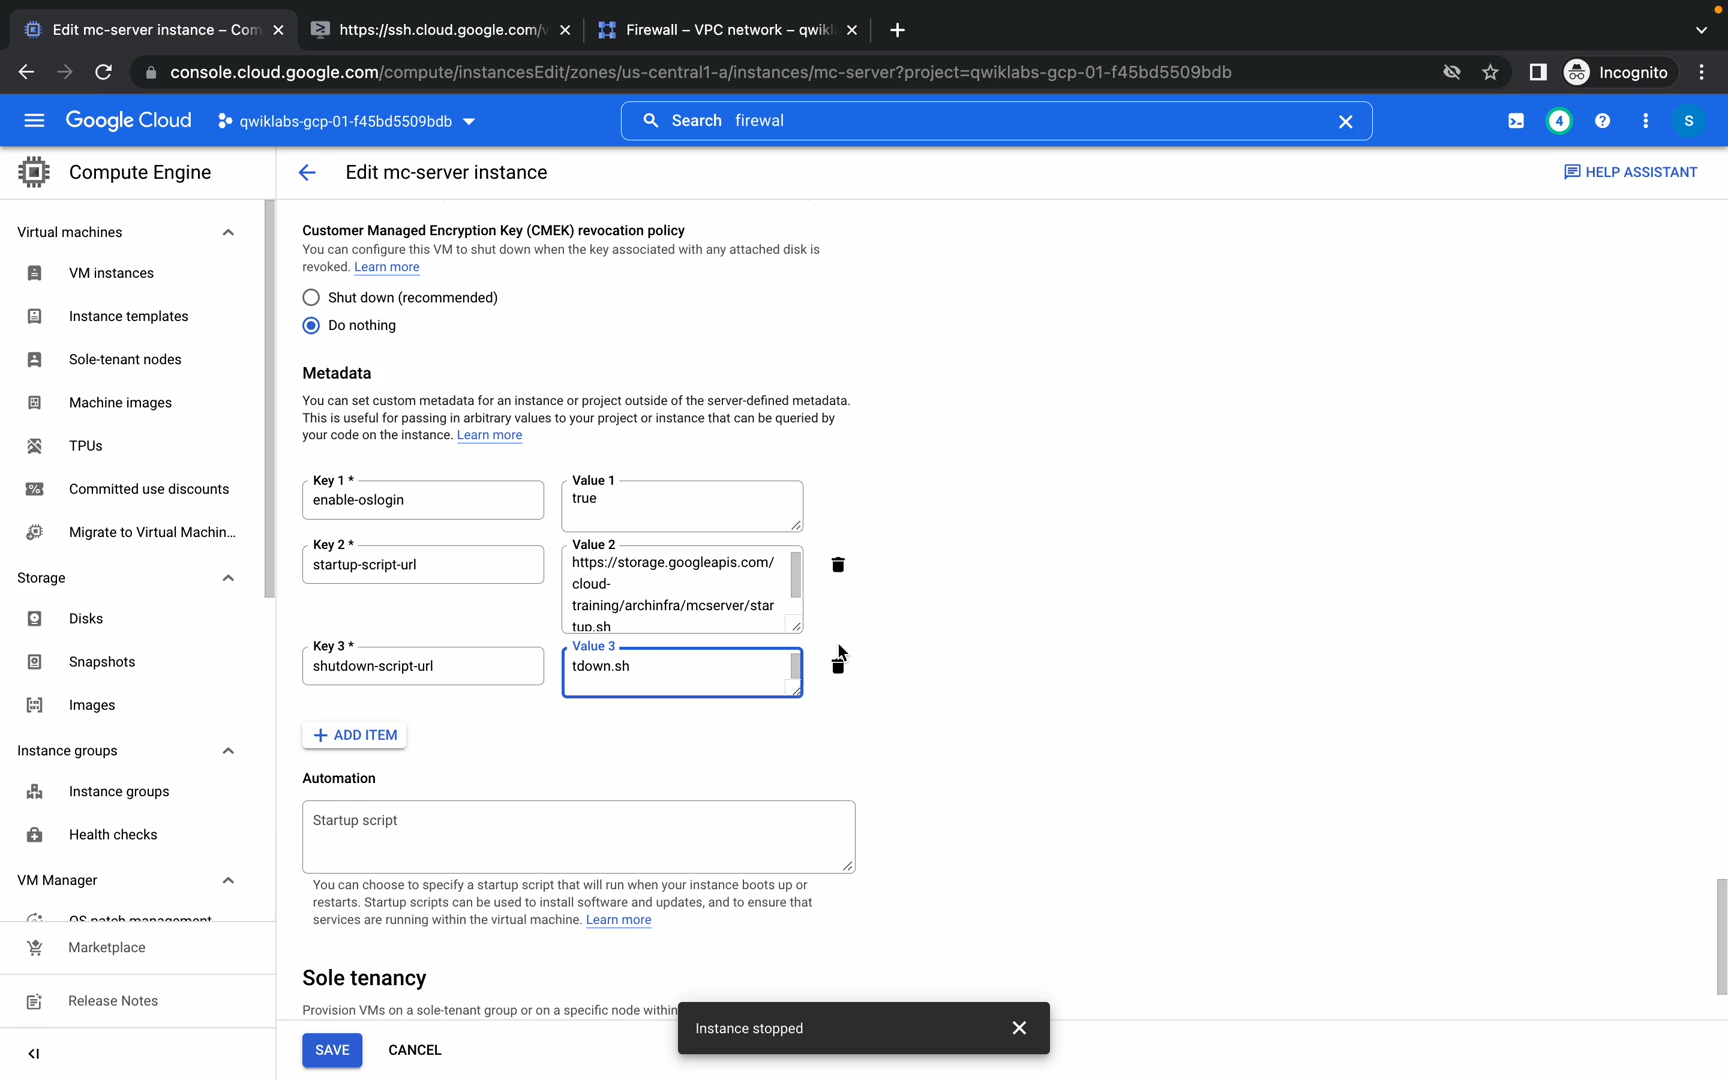 Edit mc-server instance – Com
https://ssh.cloud.google.com/v
Firewall – VPC network – qwikl
console.cloud.google.com/compute/instancesEdit/zones/us-central1-a/instances/mc-server?project=qwiklabs-gcp-01-f45bd5509bdb
Incognito
Google Cloud
qwiklabs-gcp-01-f45bd5509bdb
Search firewal
4
S
Compute Engine
Edit mc-server instance
HELP ASSISTANT
Virtual machines
VM instances
Instance templates
Sole-tenant nodes
Machine images
TPUs
Committed use discounts
Migrate to Virtual Machin...
Storage
Disks
Snapshots
Images
Instance groups
Instance groups
Health checks
VM Manager
OS patch management
Marketplace
Release Notes
Customer Managed Encryption Key (CMEK) revocation policy
You can configure this VM to shut down when the key associated with any attached disk is
revoked. Learn more
Shut down (recommended)
Do nothing
Metadata
You can set custom metadata for an instance or project outside of the server-defined metadata.
This is useful for passing in arbitrary values to your project or instance that can be queried by
your code on the instance. Learn more
Key 1 *
enable-oslogin
Value 1
true
Key 2 *
startup-script-url
Value 2
https://storage.googleapis.com/
cloud-
training/archinfra/mcserver/star
tup.sh
Key 3 *
shutdown-script-url
Value 3
tdown.sh
ADD ITEM
Automation
Startup script
You can choose to specify a startup script that will run when your instance boots up or
restarts. Startup scripts can be used to install software and updates, and to ensure that
services are running within the virtual machine. Learn more
Sole tenancy
Provision VMs on a sole-tenant group or on a specific node within
Instance stopped
SAVE
CANCEL